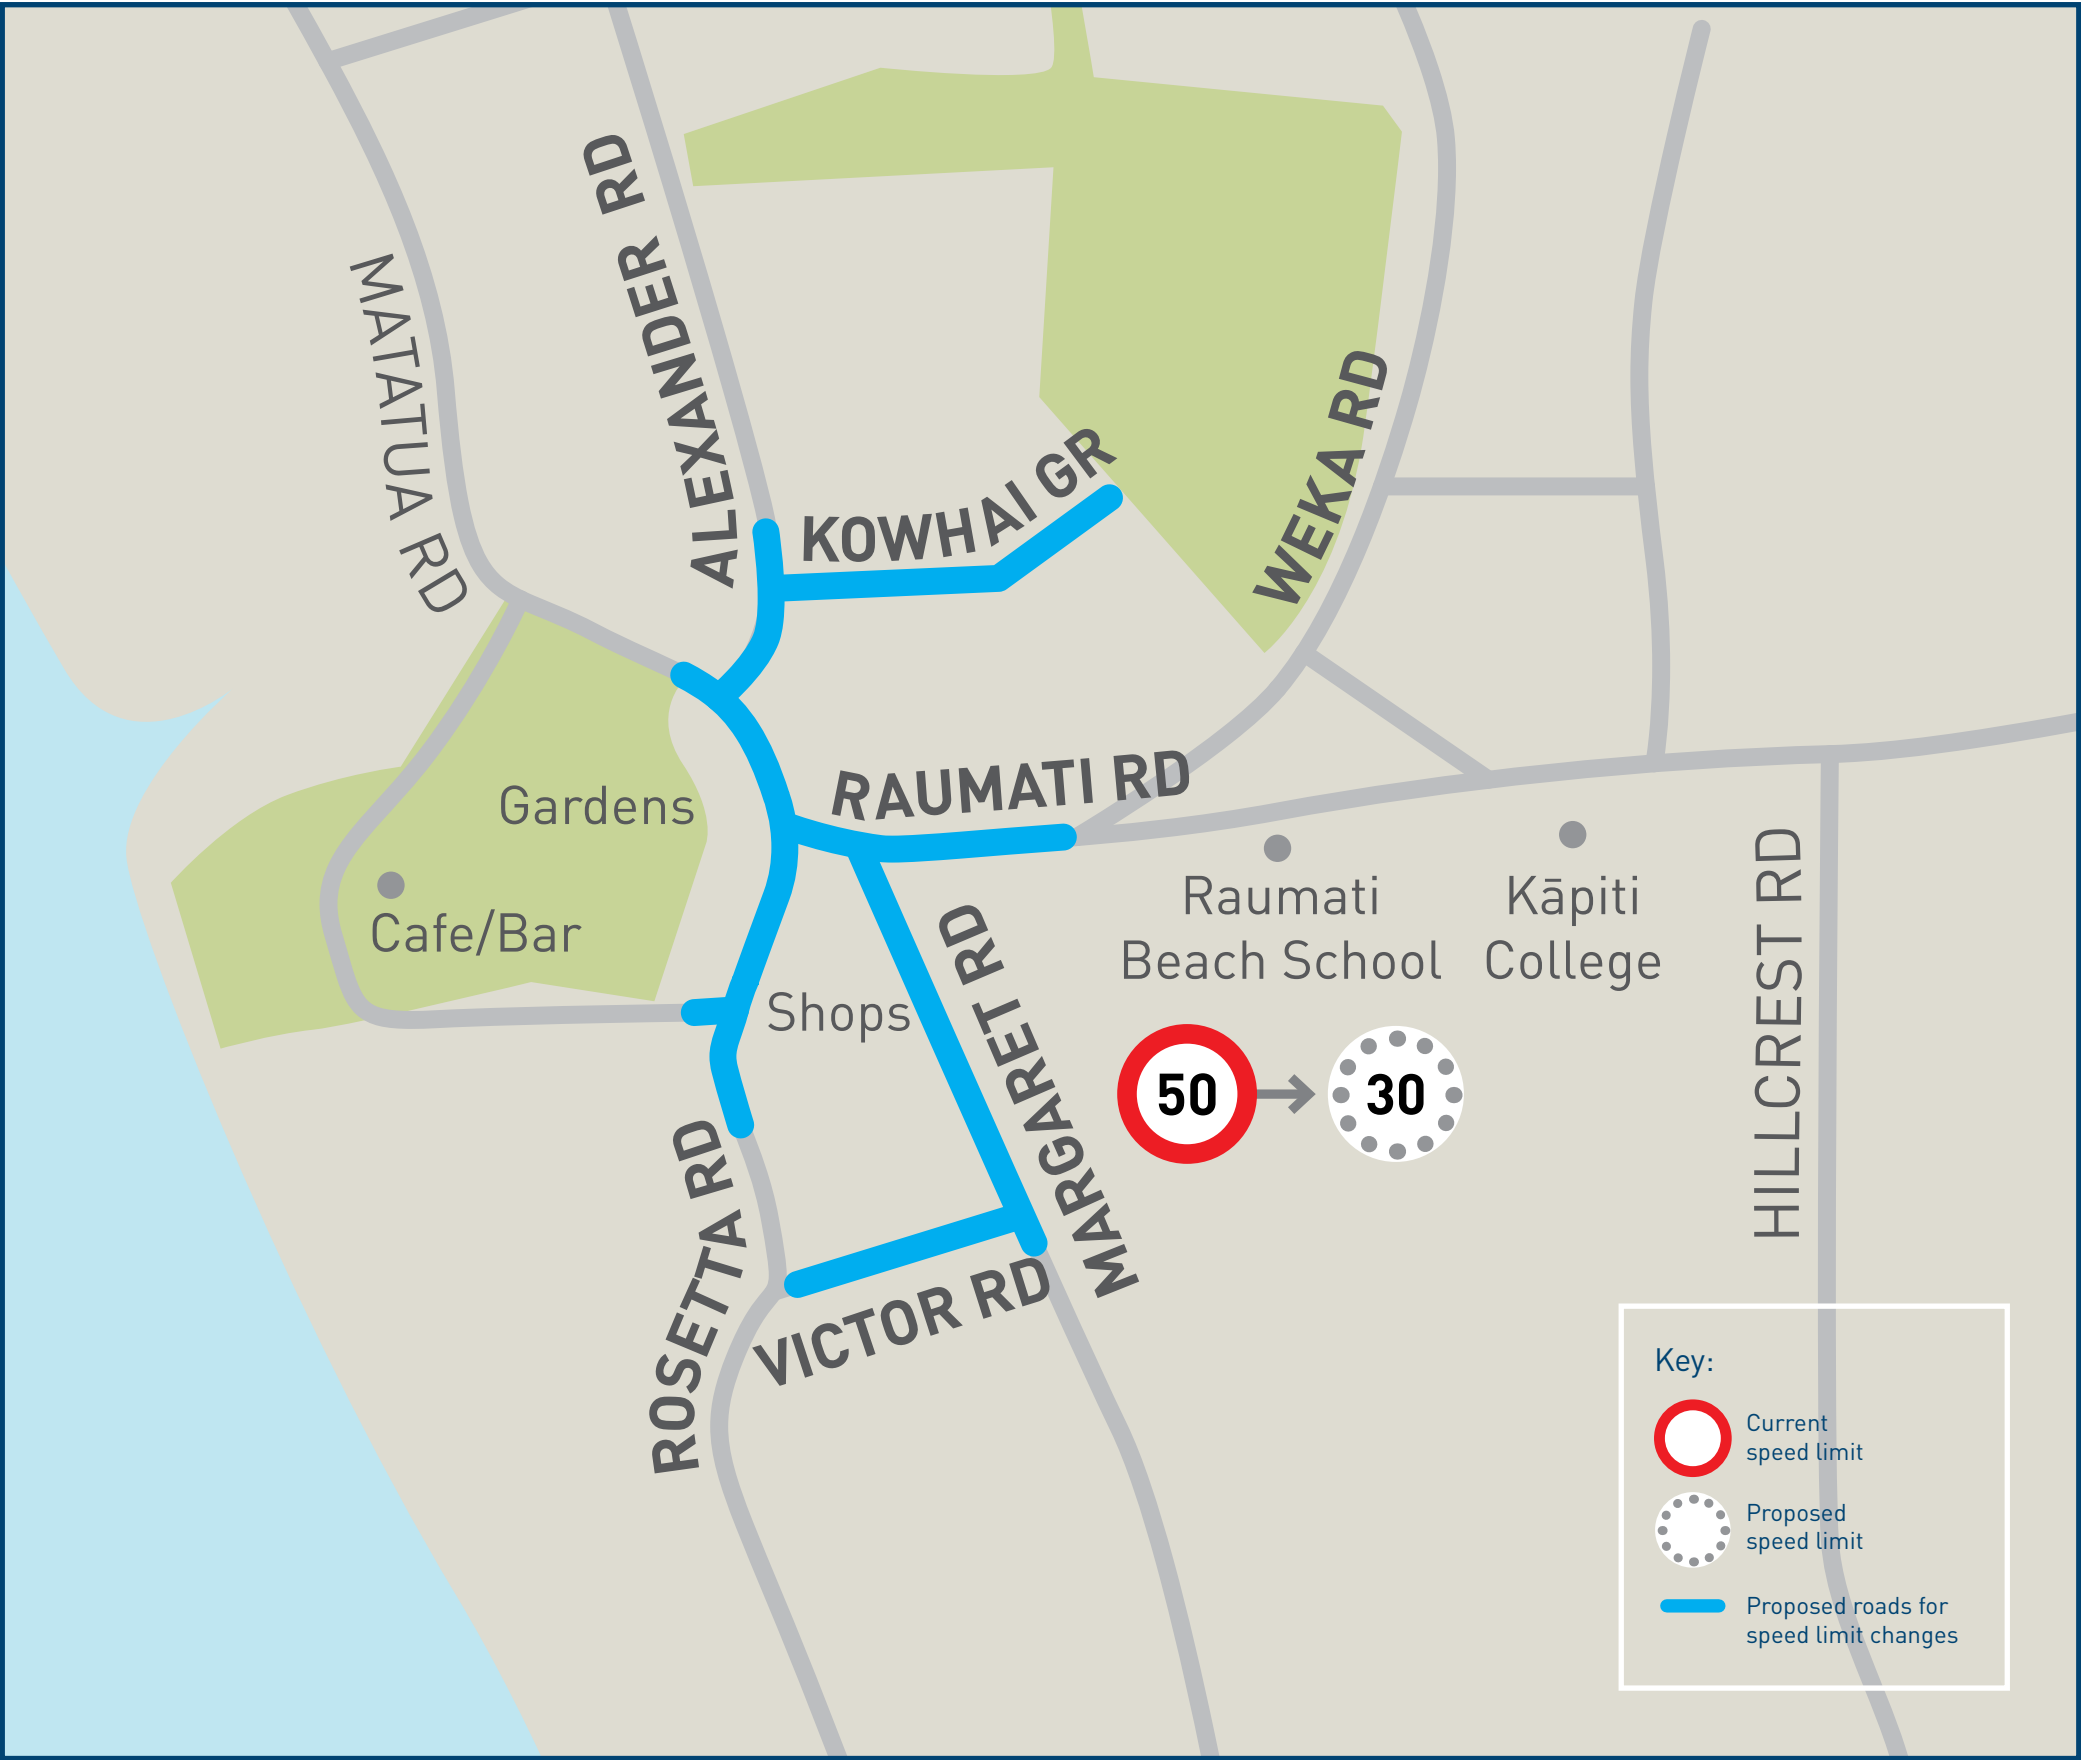 ALEXANDER RD
MATATUA RD
KOWHAI GR
WEKA RD
RAUMATI RD
Gardens
Cafe/Bar
Raumati
Beach School
Kāpiti
College
HILLCREST RD
Shops
MARGARET RD
50
30
ROSETTA RD
VICTOR RD
Key:
Current
speed limit
Proposed
speed limit
Proposed roads for
speed limit changes